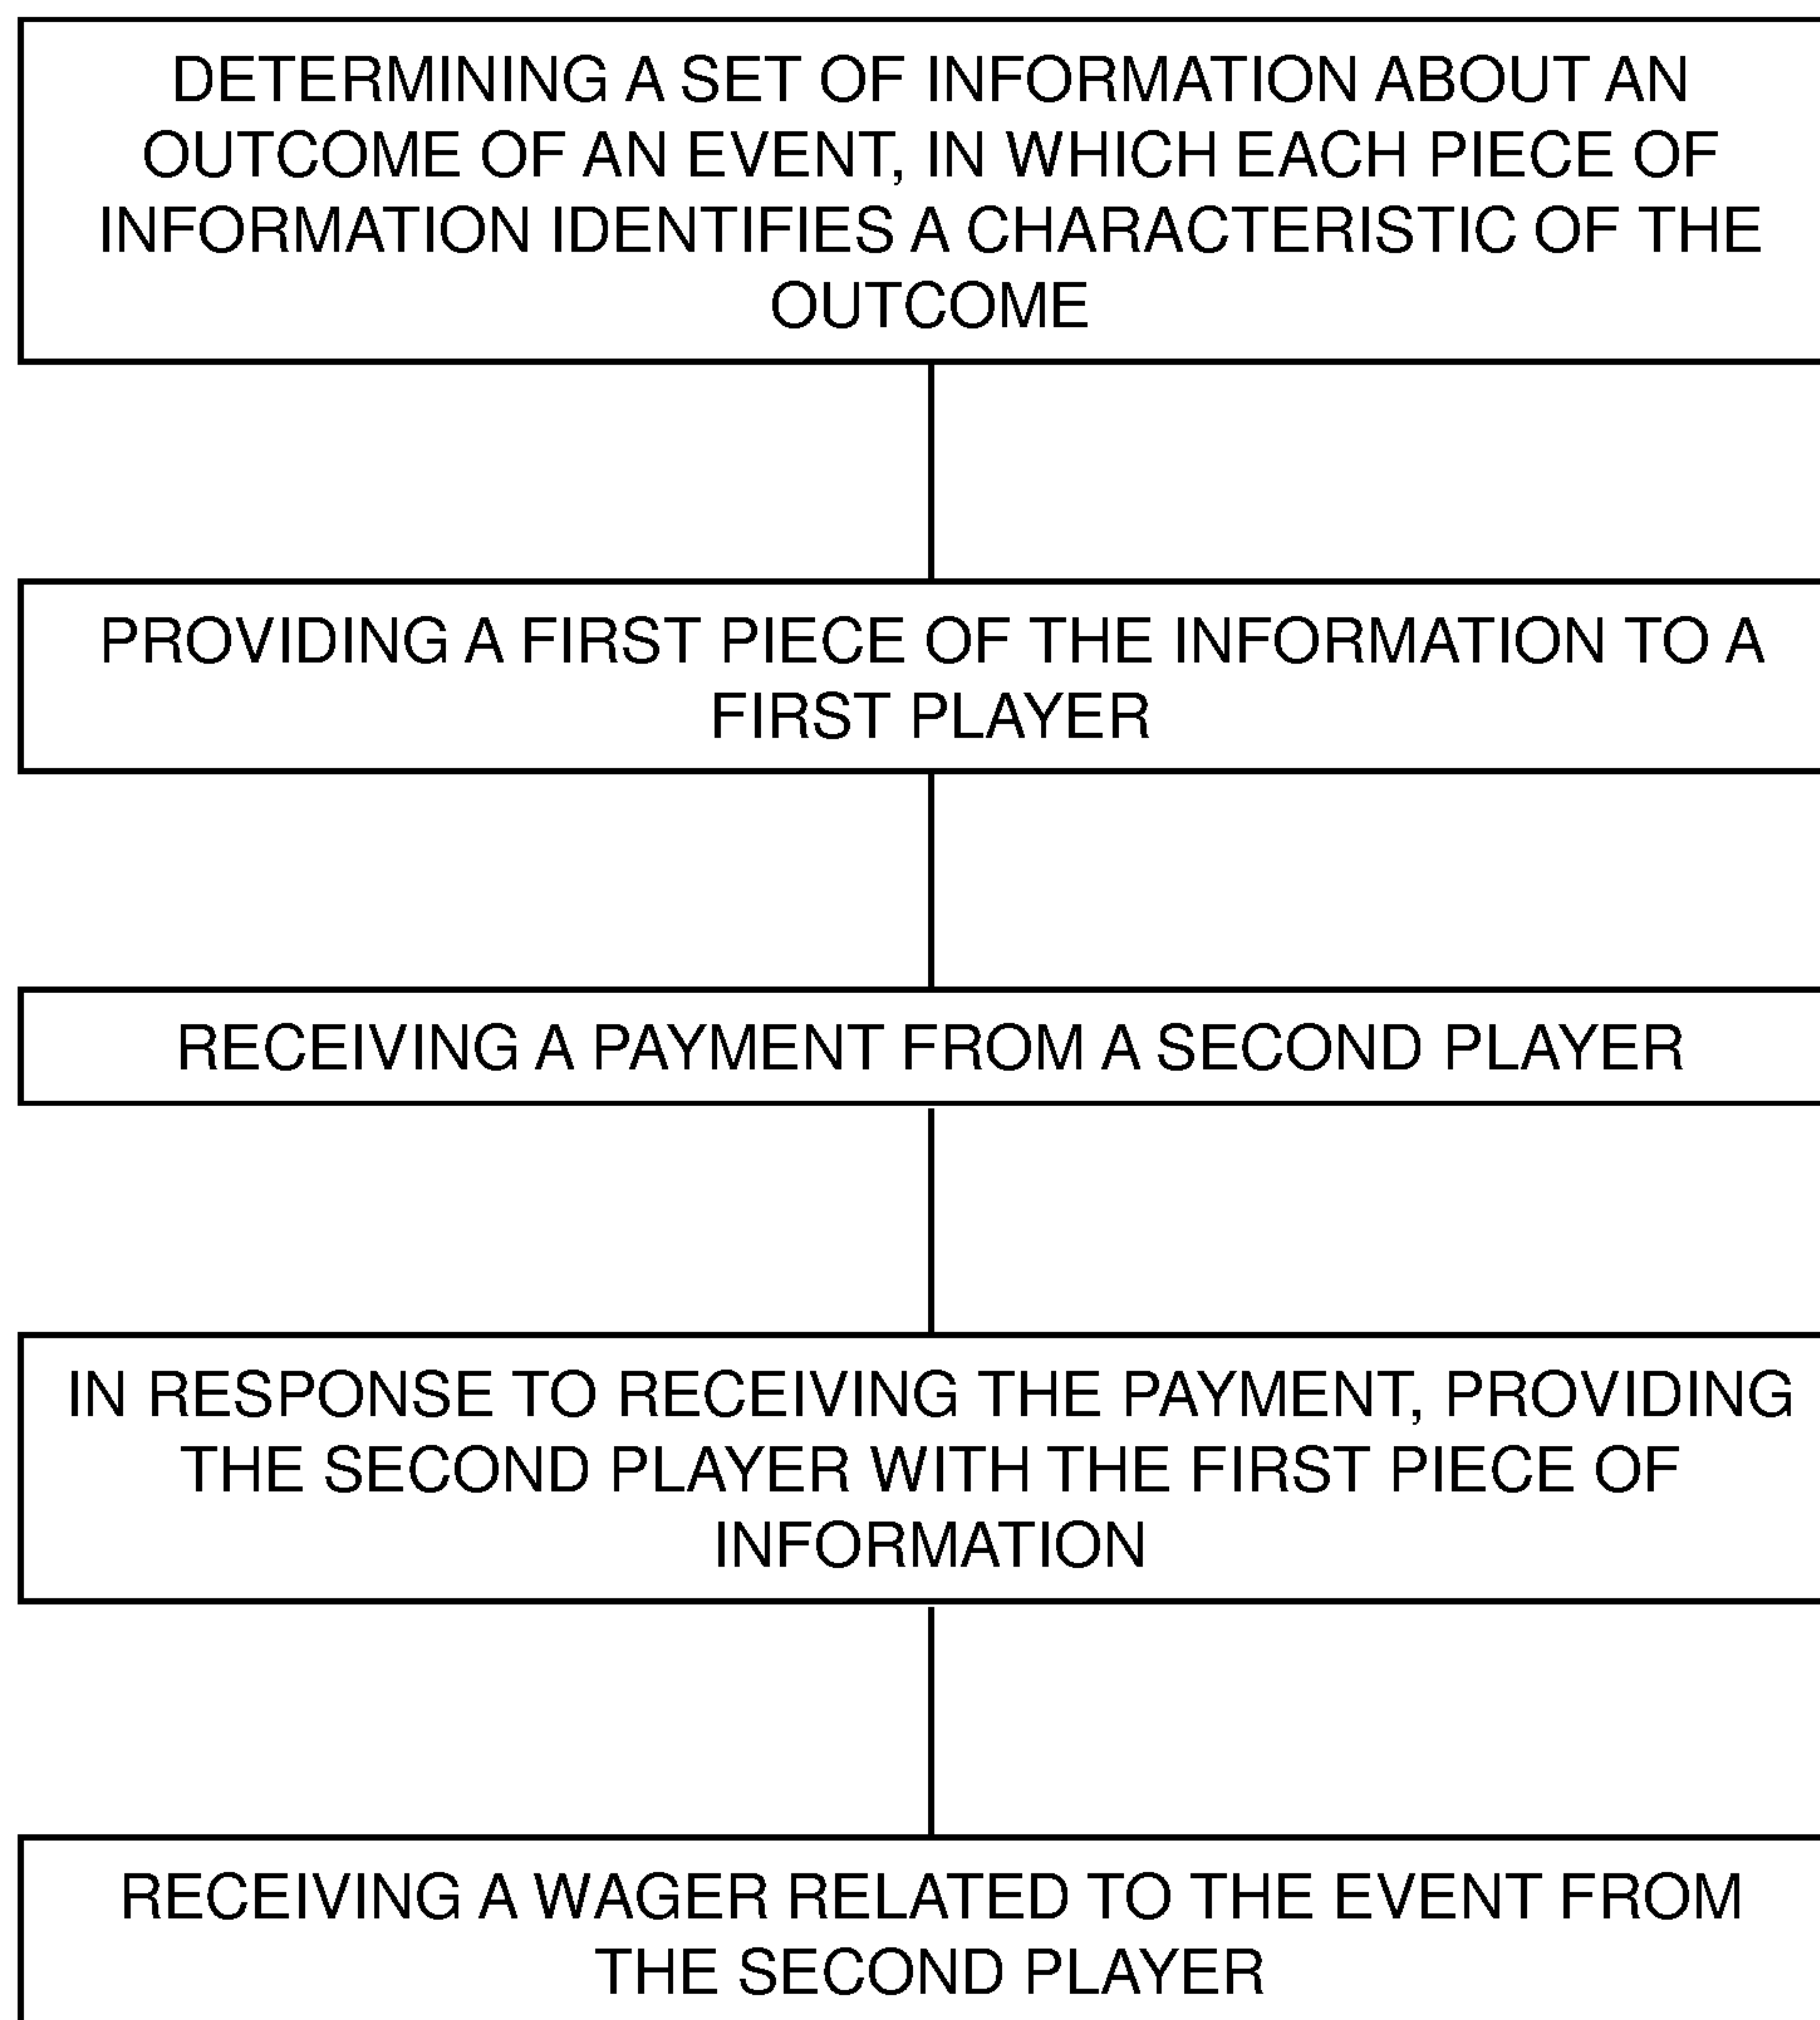 DETERMINING A SET OF INFORMATION ABOUT AN
OUTCOME OF AN EVENT, IN WHICH EACH PIECE OF
INFORMATION IDENTIFIES A CHARACTERISTIC OF THE
OUTCOME
PROVIDING A FIRST PIECE OF THE INFORMATION TO A
FIRST PLAYER
RECEIVING A PAYMENT FROM A SECOND PLAYER
IN RESPONSE TO RECEIVING THE PAYMENT, PROVIDING
THE SECOND PLAYER WITH THE FIRST PIECE OF
INFORMATION
RECEIVING A WAGER RELATED TO THE EVENT FROM
THE SECOND PLAYER